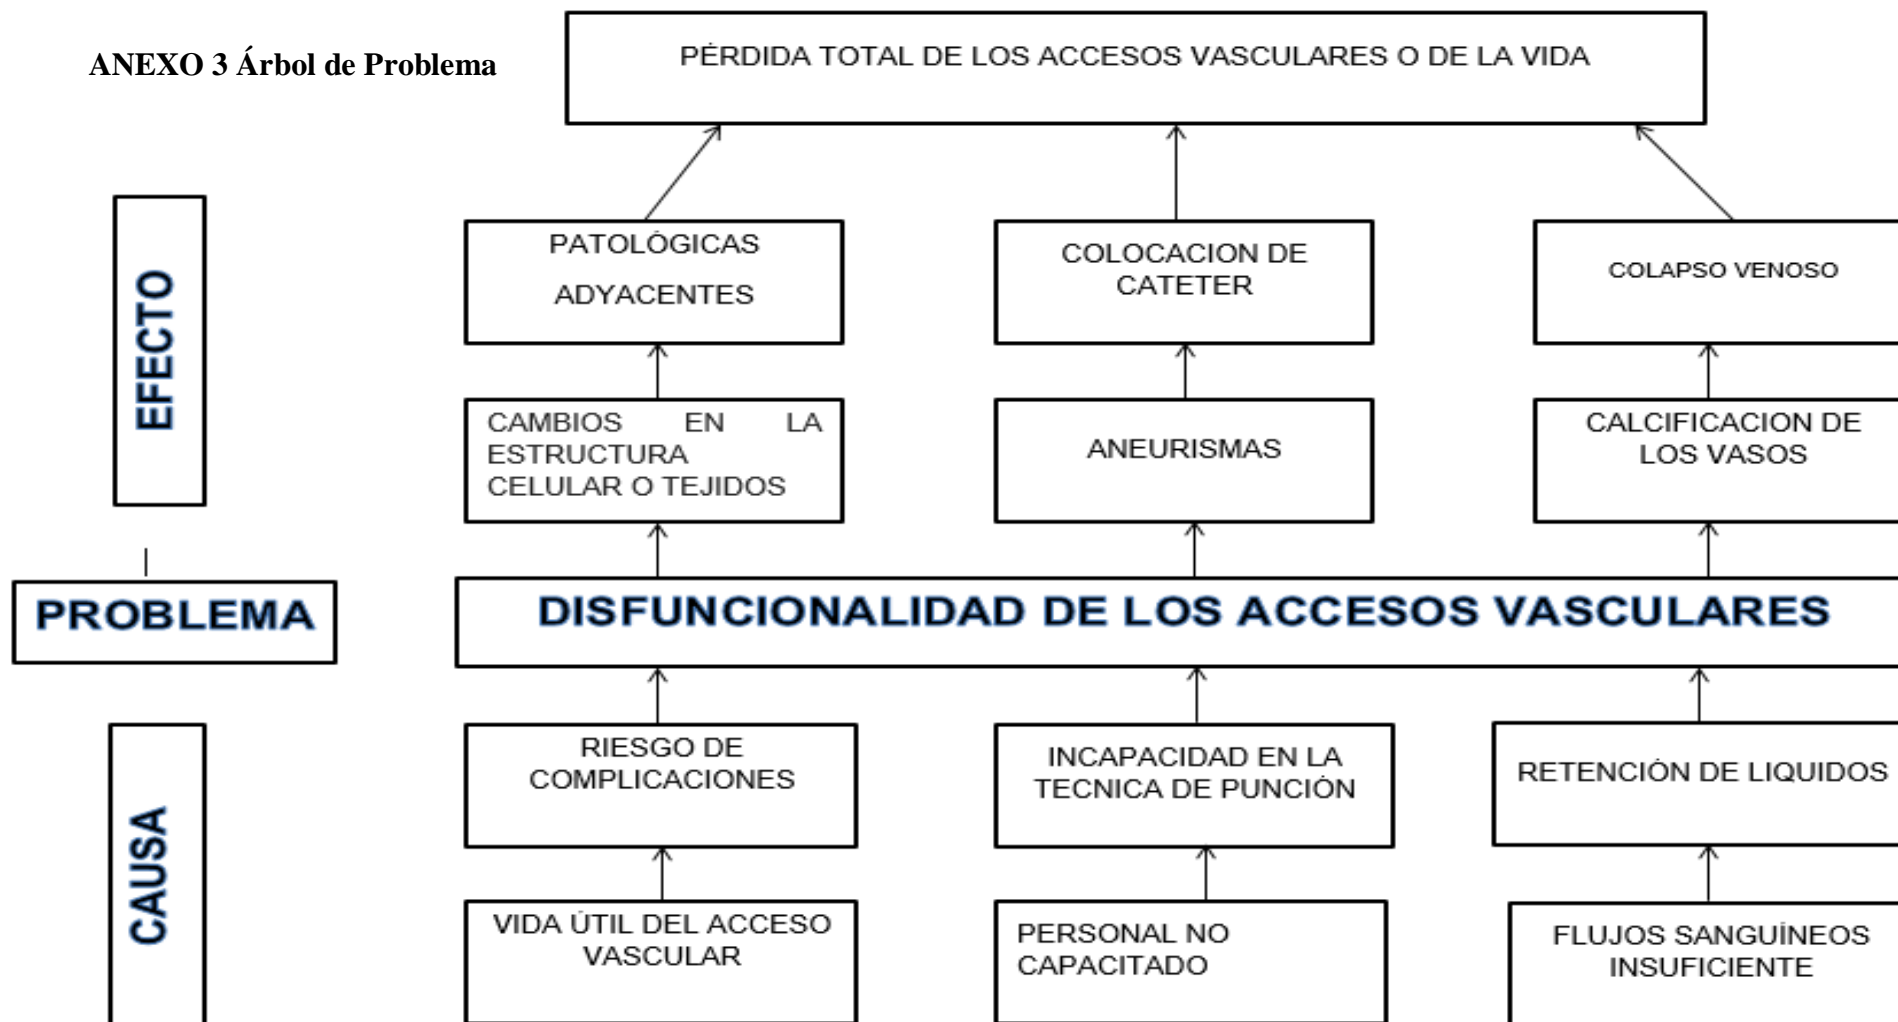 ANEXO 3 Árbol de Problema
PÉRDIDA TOTAL DE LOS ACCESOS VASCULARES O DE LA VIDA
EFECTO
PATOLÓGICAS
ADYACENTES
COLOCACION DE
CATETER
COLAPSO VENOSO
CAMBIOS EN LA
ESTRUCTURA
CELULAR O TEJIDOS
ANEURISMAS
CALCIFICACION DE
LOS VASOS
PROBLEMA
DISFUNCIONALIDAD DE LOS ACCESOS VASCULARES
CAUSA
RIESGO DE
COMPLICACIONES
INCAPACIDAD EN LA
TECNICA DE PUNCIÓN
RETENCIÓN DE LIQUIDOS
VIDA ÚTIL DEL ACCESO
VASCULAR
PERSONAL NO
CAPACITADO
FLUJOS SANGUÍNEOS
INSUFICIENTE